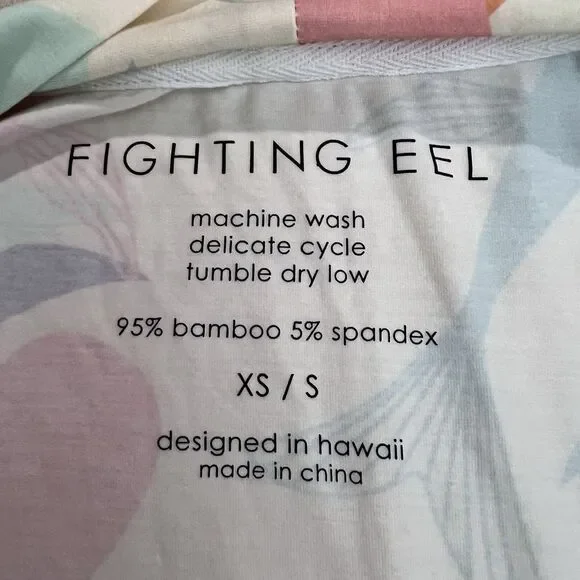 FIGHTING EEL
machine wash
delicate cycle
tumble dry low
95% bamboo 5% spandex
XS / S
designed in hawaii
made in china